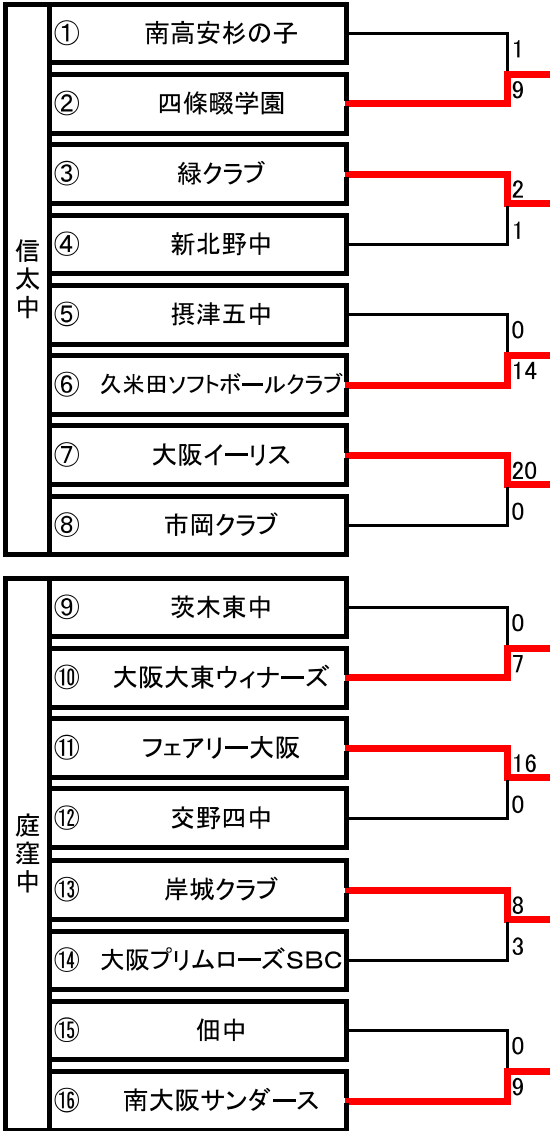 信太中
① 南高安杉の子
1
② 四條畷学園
9
③ 緑クラブ
2
④ 新北野中
1
⑤ 摂津五中
0
⑥ 久米田ソフトボールクラブ
14
⑦ 大阪イーリス
20
⑧ 市岡クラブ
0
庭窪中
⑨ 茨木東中
0
⑩ 大阪大東ウィナーズ
7
⑪ フェアリー大阪
16
⑫ 交野四中
0
⑬ 岸城クラブ
8
⑭ 大阪プリムローズSBC
3
⑮ 佃中
0
⑯ 南大阪サンダース
9